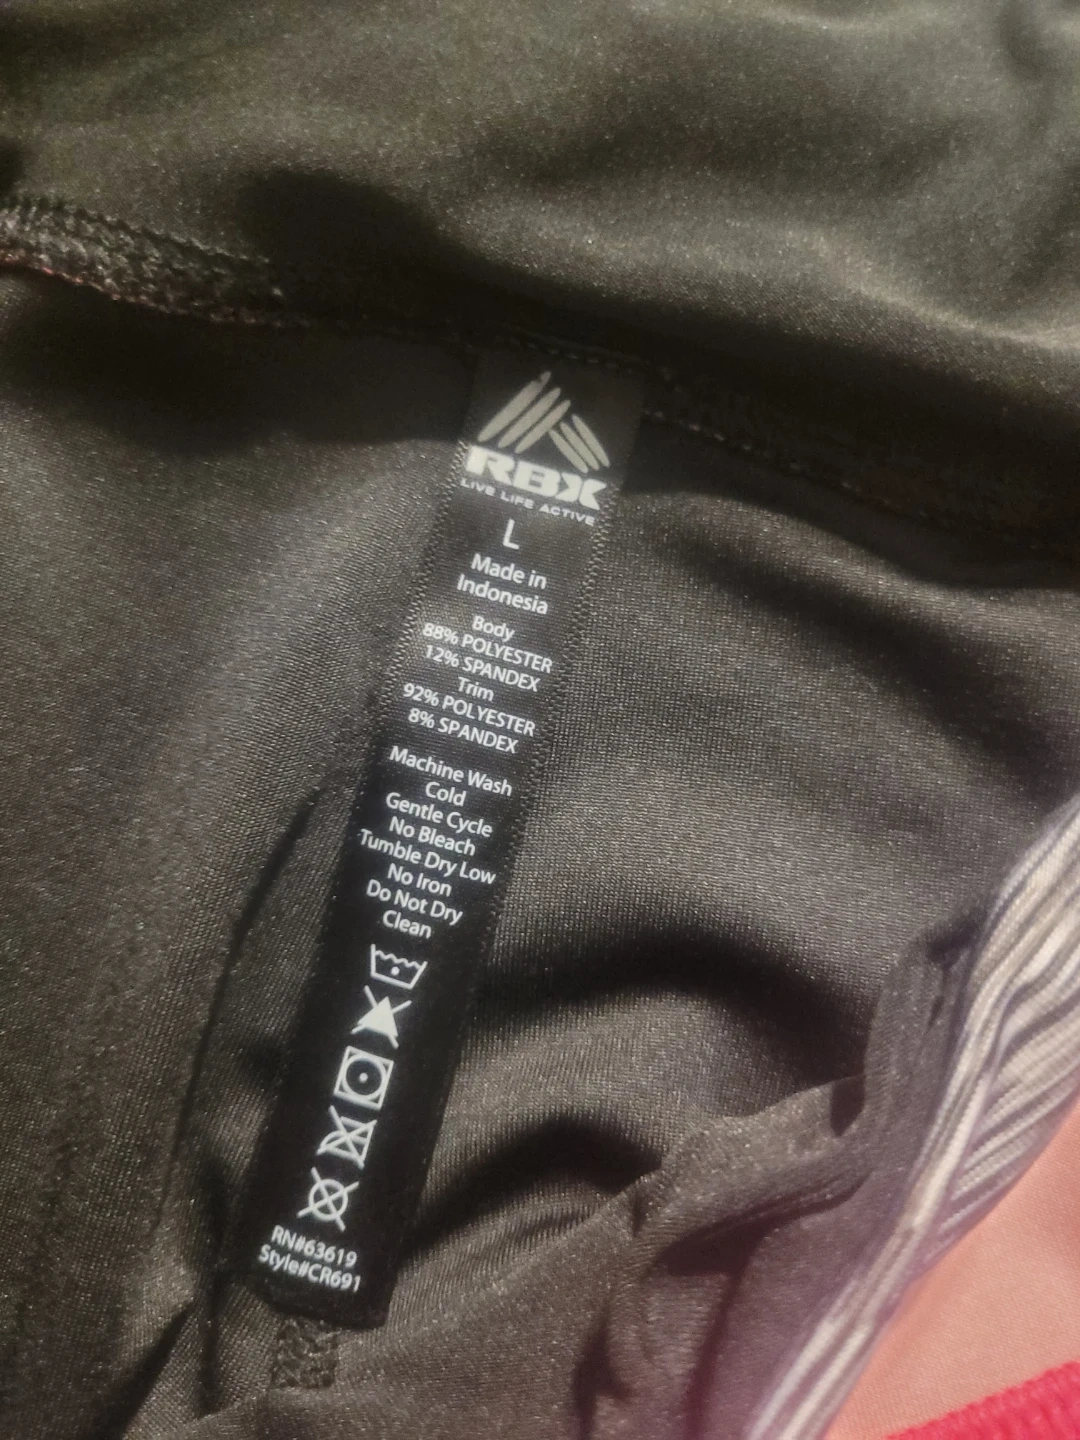 RBX
LIVE LIFE ACTIVE
L
Made in
Indonesia
Body
88% POLYESTER
12% SPANDEX
Trim
92% POLYESTER
8% SPANDEX
Machine Wash
Cold
Gentle Cycle
No Bleach
Tumble Dry Low
No Iron
Do Not Dry
Clean
RN#63619
Style#CR691